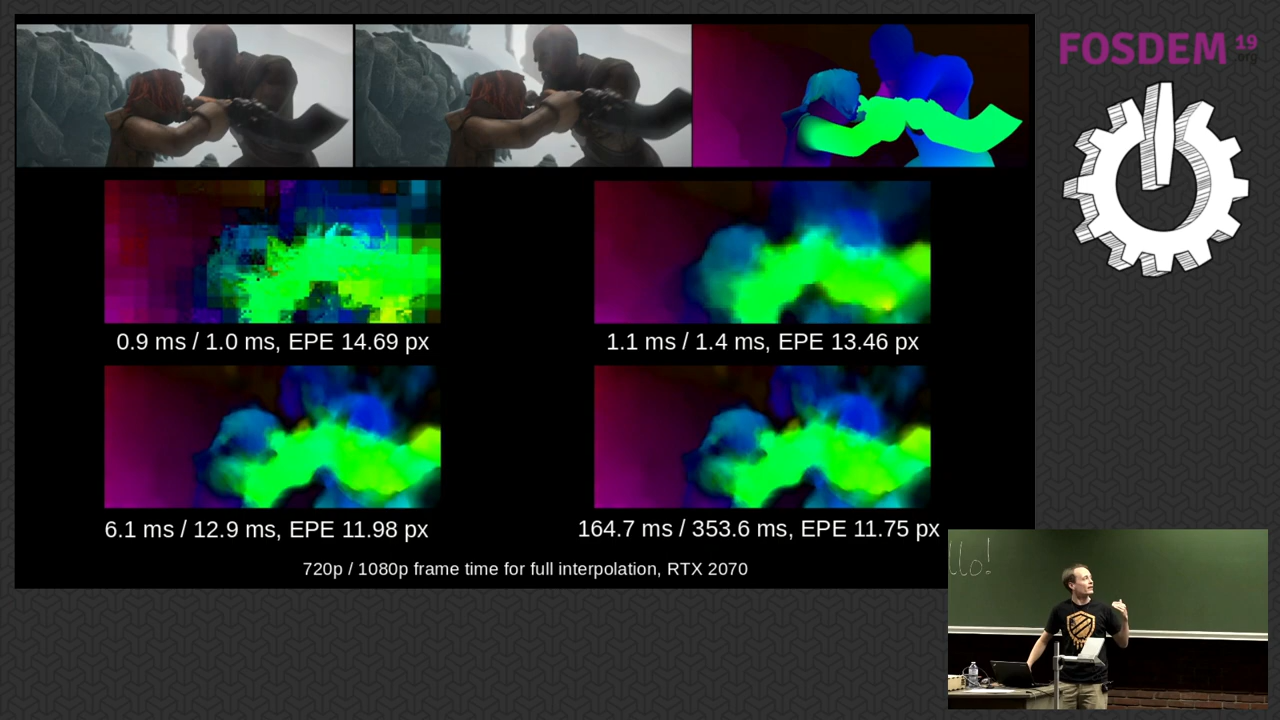 FOSDEM 19
.org
0.9 ms / 1.0 ms, EPE 14.69 px
1.1 ms / 1.4 ms, EPE 13.46 px
6.1 ms / 12.9 ms, EPE 11.98 px
164.7 ms / 353.6 ms, EPE 11.75 px
720p / 1080p frame time for full interpolation, RTX 2070
llo!